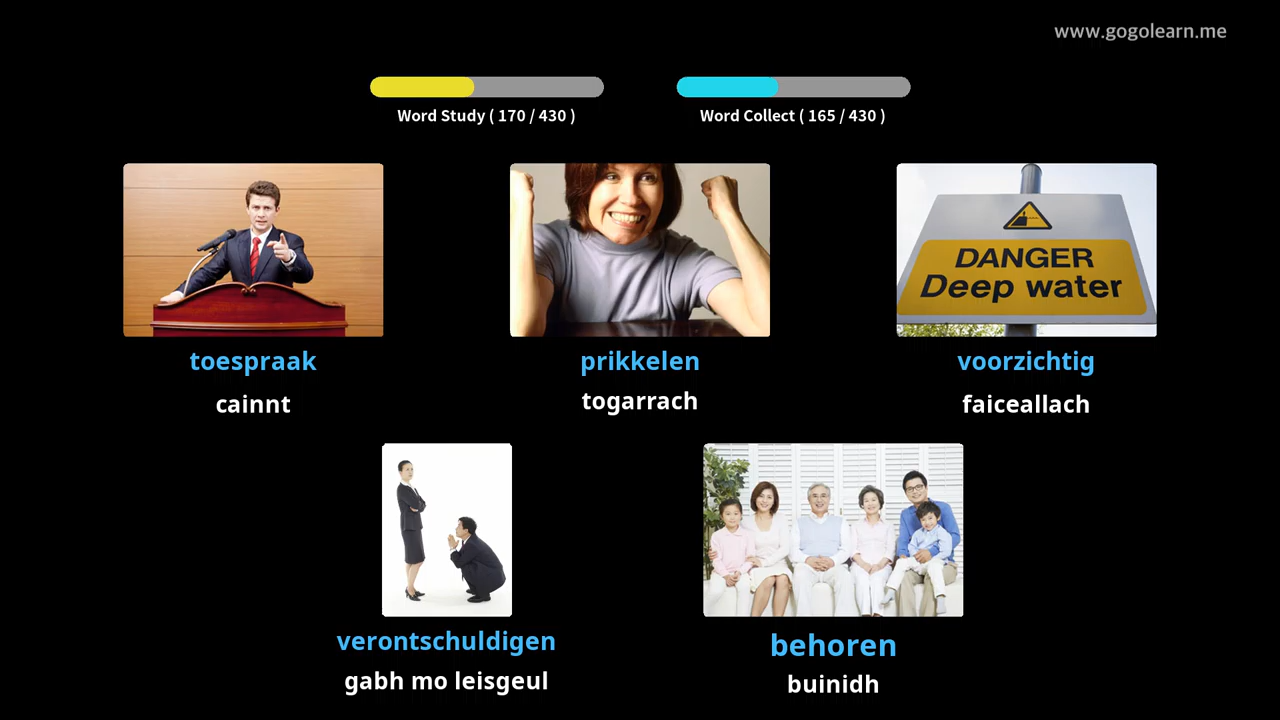 www.gogolearn.me
Word Study ( 170 / 430 )
Word Collect ( 165 / 430 )
DANGER
Deep water
toespraak
prikkelen
voorzichtig
cainnt
togarrach
faiceallach
verontschuldigen
behoren
gabh mo leisgeul
buinidh